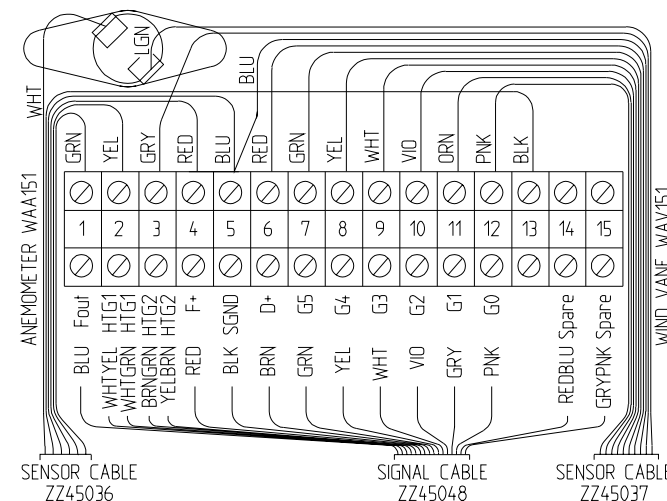 LGN
WHT
BLU
GRN
YEL
GRY
RED
BLU
RED
GRN
YEL
WHT
VIO
ORN
PNK
BLK
1 2 3 4 5 6 7 8 9 10 11 12 13 14 15
ANEMOMETER WAA151
WIND VANE WAV151
Fout
HTG1
HTG1
HTG2
HTG2
F+
SGND
D+
G5
G4
G3
G2
G1
G0
Spare
Spare
BLU
WHTYEL
WHTGRN
BRNGRN
YELBRN
RED
BLK
BRN
GRN
YEL
WHT
VIO
GRY
PNK
REDBLU
GRYPNK
SENSOR CABLE
ZZ45036
SIGNAL CABLE
ZZ45048
SENSOR CABLE
ZZ45037